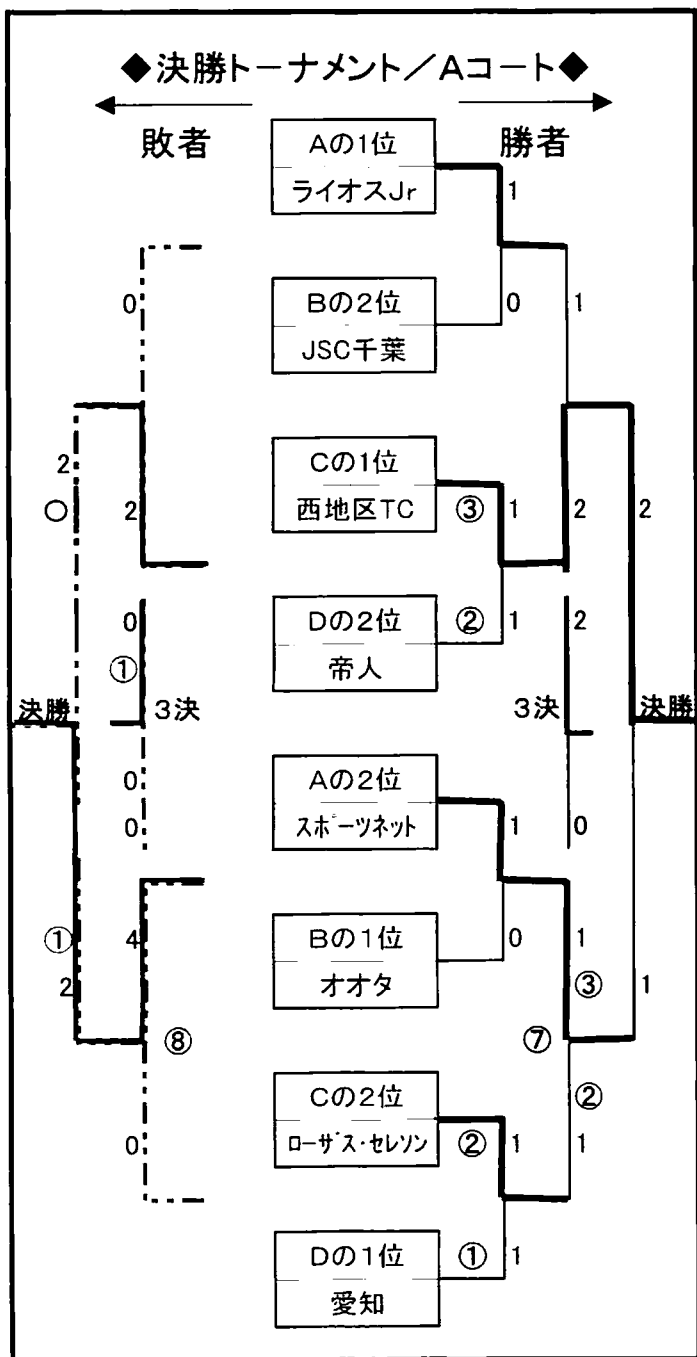 ◆決勝トーナメント/Aコート◆
敗者 勝者
Aの1位
ライオスJr
1
Bの2位
0 0 1
JSC千葉
2
Cの1位
○ 2 西地区TC ③ 1 2 2
0 Dの2位 ② 1 2
① 帝人
決勝 3決 3決 決勝
0 Aの2位
0 スポーツネット 1 0
① 4 Bの1位 0 1
2 オオタ ③ 1
⑧ ⑦
Cの2位 ②
0 ローザス・セレソン ② 1 1
Dの1位 ① 1
愛知